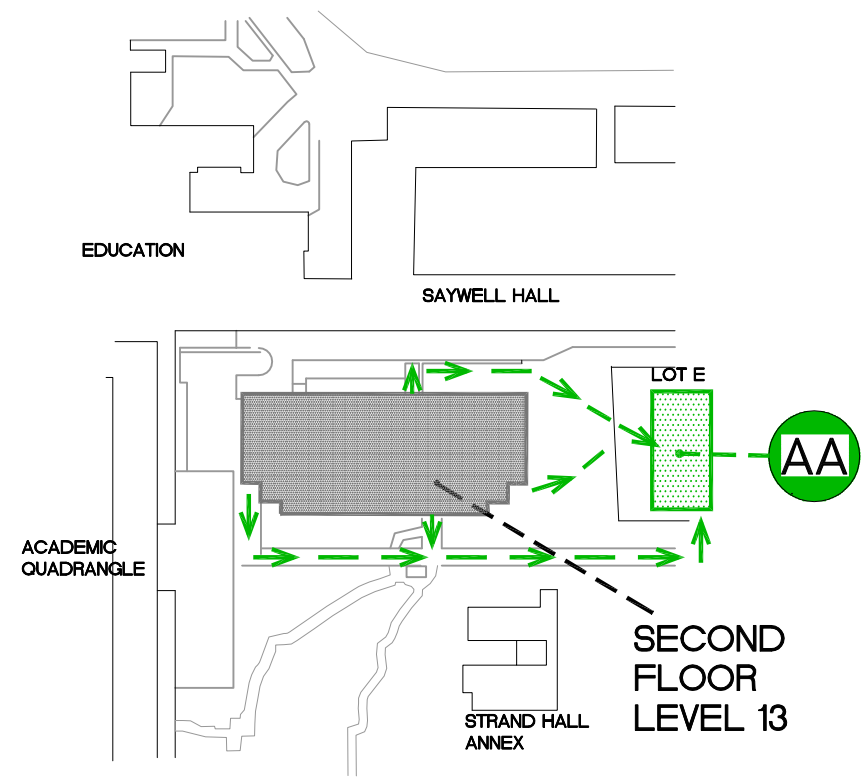 EDUCATION
SAYWELL HALL
LOT E
AA
ACADEMIC
QUADRANGLE
SECOND
FLOOR
LEVEL 13
STRAND HALL
ANNEX